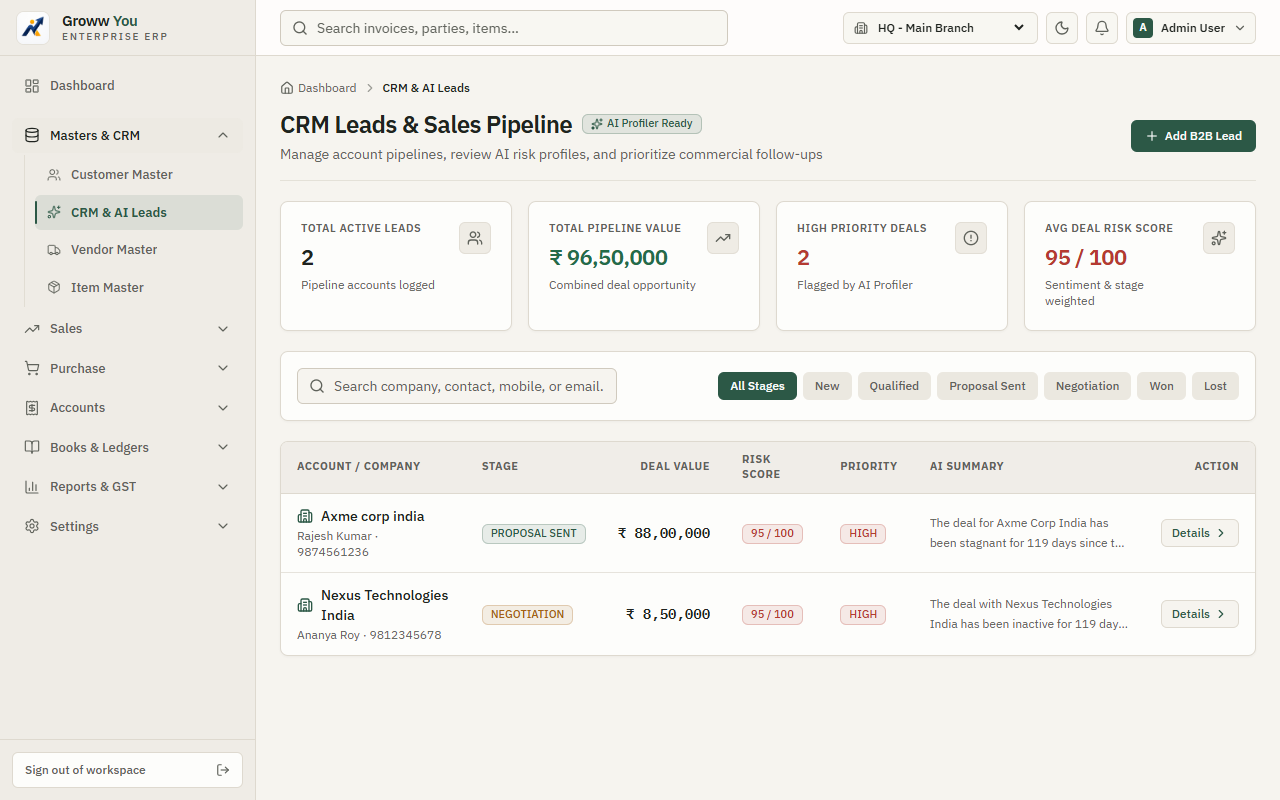 Groww You
ENTERPRISE ERP
Search invoices, parties, items...
HQ - Main Branch
A
Admin User
Dashboard
Masters & CRM
Customer Master
CRM & AI Leads
Vendor Master
Item Master
Sales
Purchase
Accounts
Books & Ledgers
Reports & GST
Settings
Sign out of workspace
Dashboard > CRM & AI Leads
CRM Leads & Sales Pipeline
AI Profiler Ready
Manage account pipelines, review AI risk profiles, and prioritize commercial follow-ups
+ Add B2B Lead
TOTAL ACTIVE LEADS
2
Pipeline accounts logged
TOTAL PIPELINE VALUE
₹ 96,50,000
Combined deal opportunity
HIGH PRIORITY DEALS
2
Flagged by AI Profiler
AVG DEAL RISK SCORE
95 / 100
Sentiment & stage
weighted
Search company, contact, mobile, or email.
All Stages
New
Qualified
Proposal Sent
Negotiation
Won
Lost
ACCOUNT / COMPANY
STAGE
DEAL VALUE
RISK
SCORE
PRIORITY
AI SUMMARY
ACTION
Axme corp india
Rajesh Kumar ·
9874561236
PROPOSAL SENT
₹ 88,00,000
95 / 100
HIGH
The deal for Axme Corp India has
been stagnant for 119 days since t...
Details >
Nexus Technologies
India
Ananya Roy · 9812345678
NEGOTIATION
₹ 8,50,000
95 / 100
HIGH
The deal with Nexus Technologies
India has been inactive for 119 day...
Details >